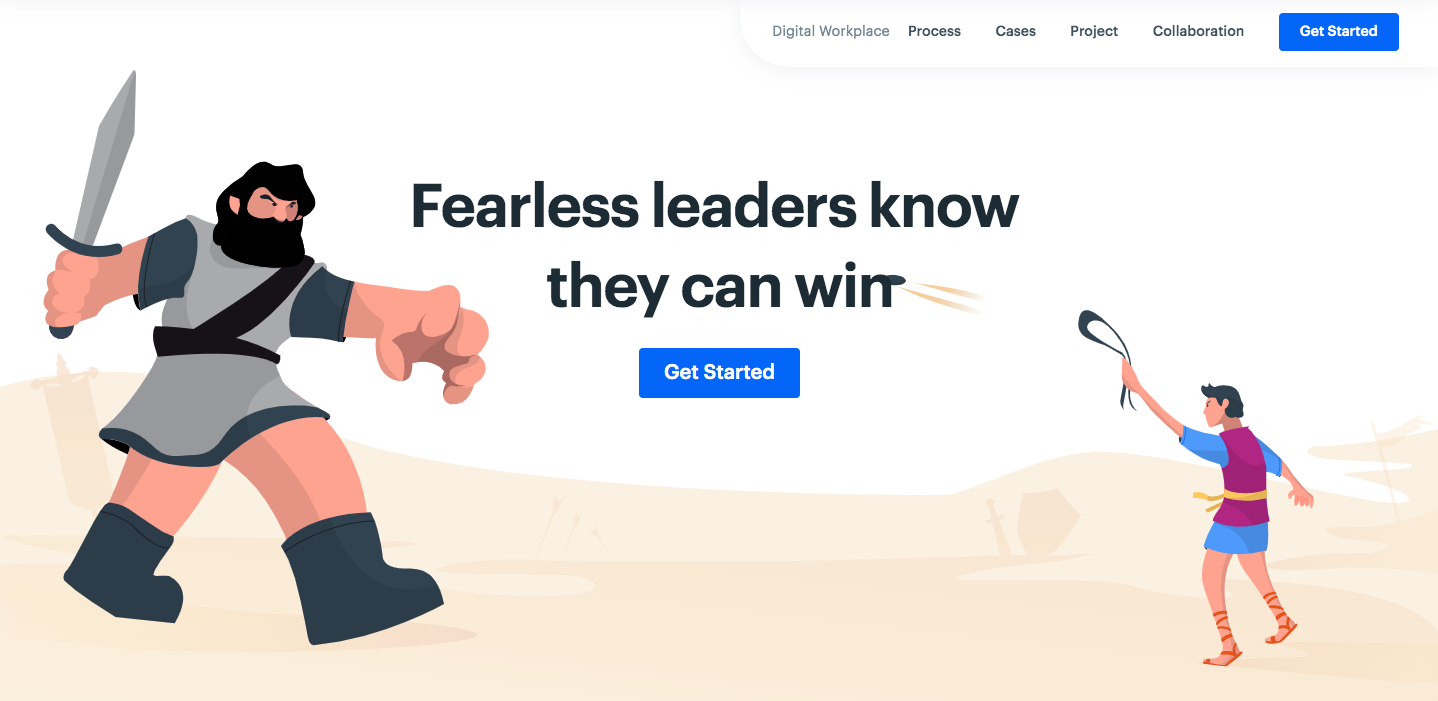 Digital Workplace Process Cases Project Collaboration Get Started
Fearless leaders know
they can win
Get Started